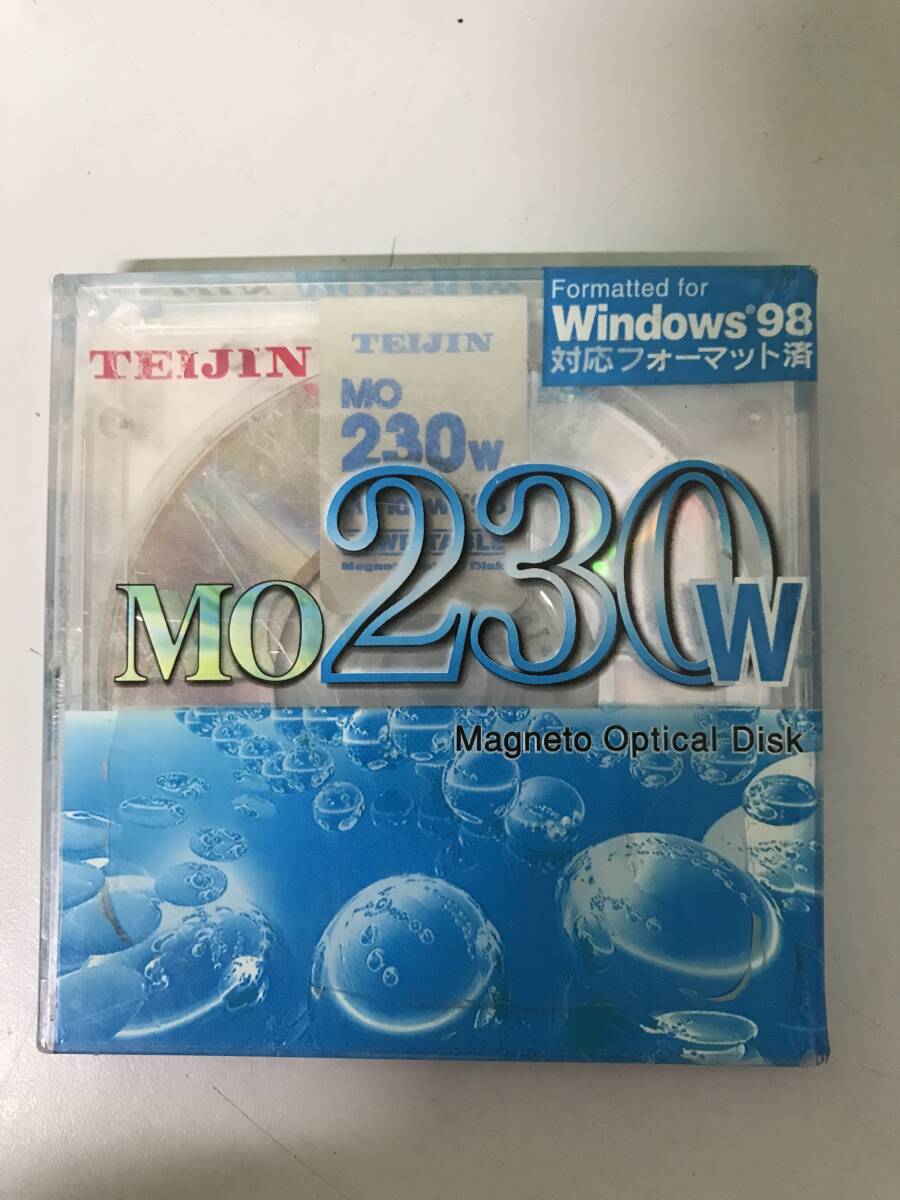 Formatted for
Windows®98
対応フォーマット済
TEIJIN
TEIJIN
MO
230W
MO230W
Magneto Optical Disk